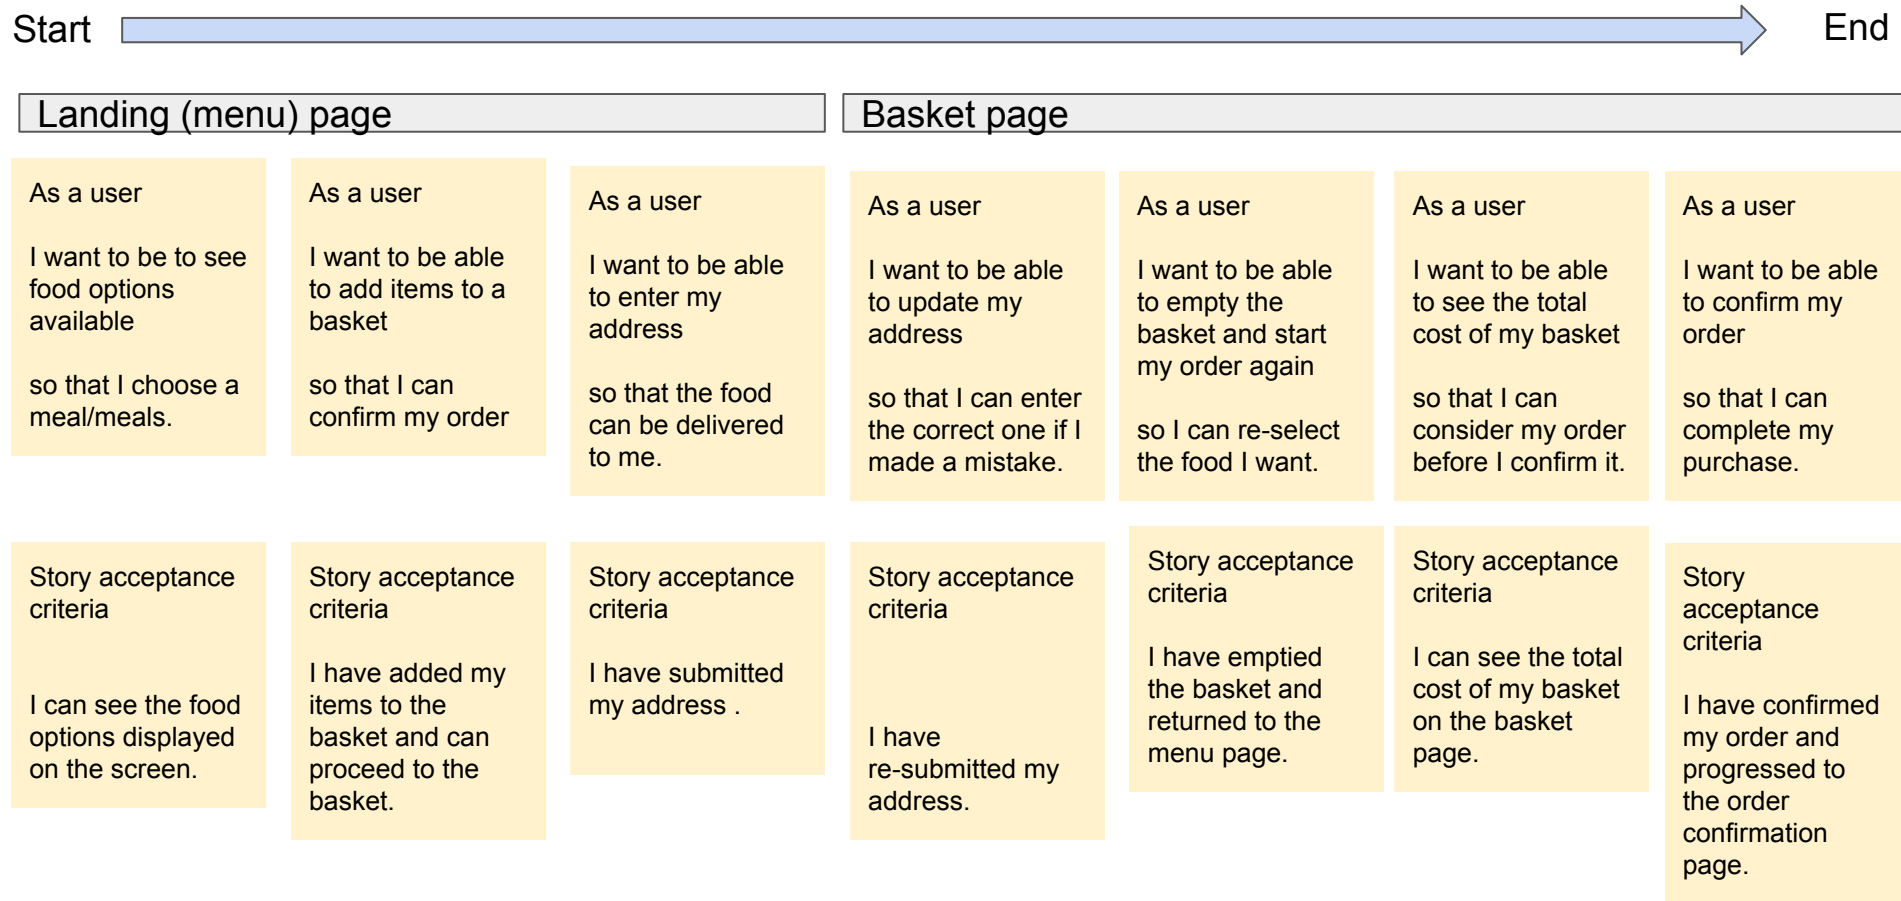 Start
End
Landing (menu) page
Basket page
As a user
I want to be to see
food options
available
so that I choose a
meal/meals.
As a user
I want to be able
to add items to a
basket
so that I can
confirm my order
As a user
I want to be able
to enter my
address
so that the food
can be delivered
to me.
As a user
I want to be able
to update my
address
so that I can enter
the correct one if I
made a mistake.
As a user
I want to be able
to empty the
basket and start
my order again
so I can re-select
the food I want.
As a user
I want to be able
to see the total
cost of my basket
so that I can
consider my order
before I confirm it.
As a user
I want to be able
to confirm my
order
so that I can
complete my
purchase.
Story acceptance
criteria
I can see the food
options displayed
on the screen.
Story acceptance
criteria
I have added my
items to the
basket and can
proceed to the
basket.
Story acceptance
criteria
I have submitted
my address .
Story acceptance
criteria
I have
re-submitted my
address.
Story acceptance
criteria
I have emptied
the basket and
returned to the
menu page.
Story acceptance
criteria
I can see the total
cost of my basket
on the basket
page.
Story
acceptance
criteria
I have confirmed
my order and
progressed to
the order
confirmation
page.